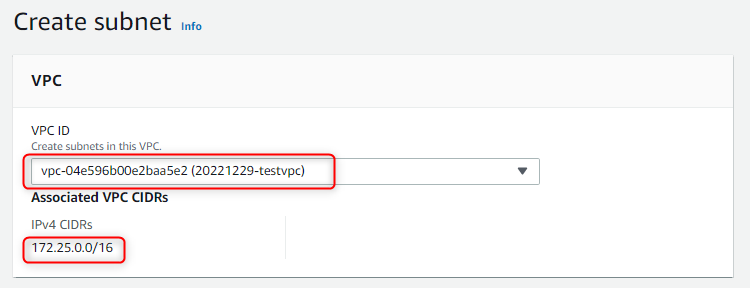 Create subnet Info
VPC
VPC ID
Create subnets in this VPC.
vpc-04e596b00e2baa5e2 (20221229-testvpc)
Associated VPC CIDRs
IPv4 CIDRs
172.25.0.0/16